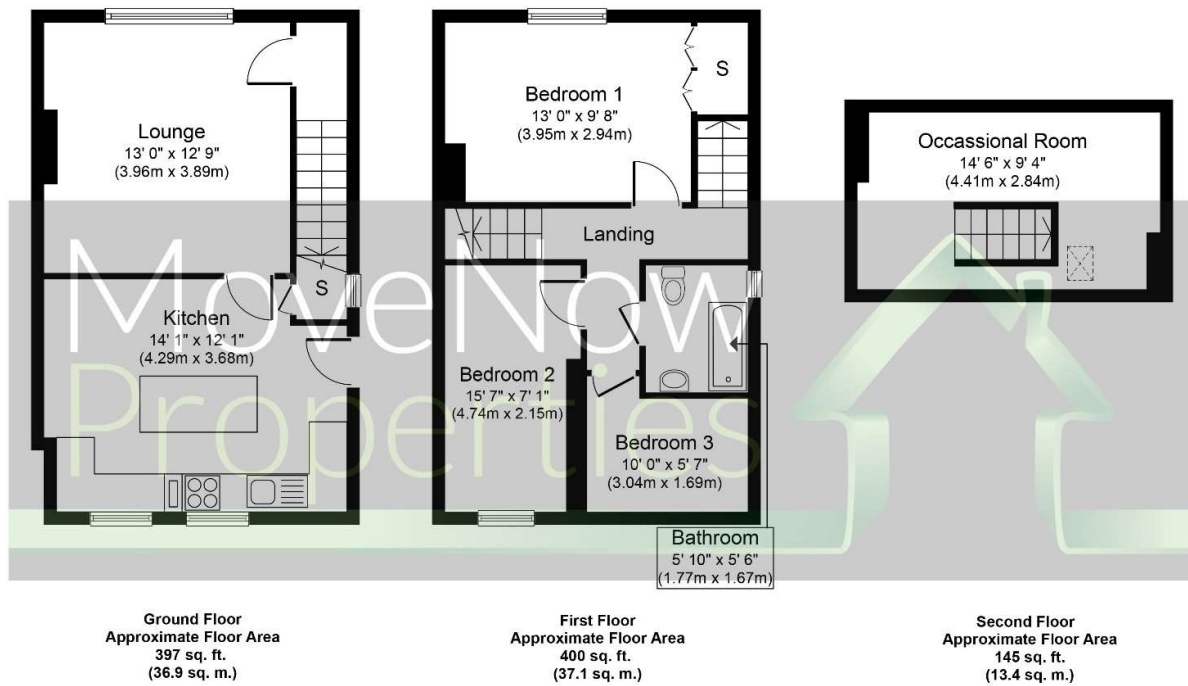 Lounge
13' 0" x 12' 9"
(3.96m x 3.89m)
S
Kitchen
14' 1" x 12' 1"
(4.29m x 3.68m)
Bedroom 1
13' 0" x 9' 8"
(3.95m x 2.94m)
S
Landing
Bedroom 2
15' 7" x 7' 1"
(4.74m x 2.15m)
Bedroom 3
10' 0" x 5' 7"
(3.04m x 1.69m)
Bathroom
5' 10" x 5' 6"
(1.77m x 1.67m)
Occassional Room
14' 6" x 9' 4"
(4.41m x 2.84m)
MoveNow
Properties
Ground Floor
Approximate Floor Area
397 sq. ft.
(36.9 sq. m.)
First Floor
Approximate Floor Area
400 sq. ft.
(37.1 sq. m.)
Second Floor
Approximate Floor Area
145 sq. ft.
(13.4 sq. m.)